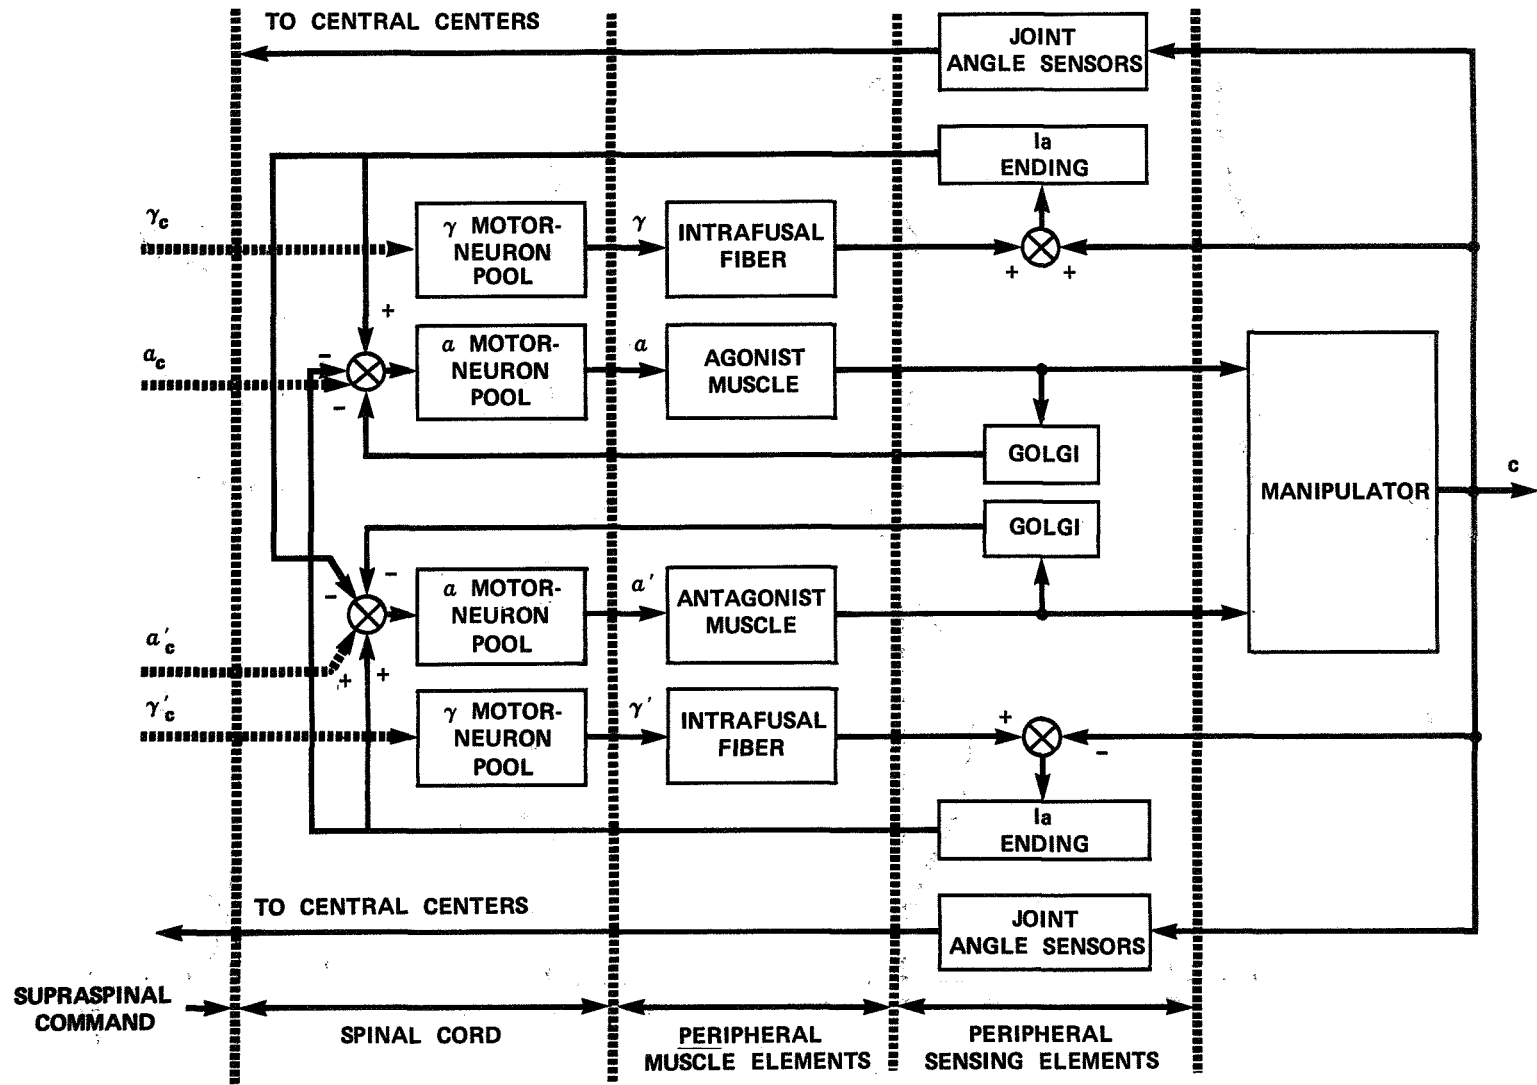 TO CENTRAL CENTERS
JOINT
ANGLE SENSORS
Ia
ENDING
γc
γ MOTOR-
NEURON
POOL
γ
INTRAFUSAL
FIBER
+
+
+
ac
−
−
a MOTOR-
NEURON
POOL
a
AGONIST
MUSCLE
GOLGI
MANIPULATOR
c
GOLGI
−
−
a MOTOR-
NEURON
POOL
a'
ANTAGONIST
MUSCLE
a'c
+
+
γ'c
γ MOTOR-
NEURON
POOL
γ'
INTRAFUSAL
FIBER
+
−
Ia
ENDING
TO CENTRAL CENTERS
JOINT
ANGLE SENSORS
SUPRASPINAL
COMMAND
SPINAL CORD
PERIPHERAL
MUSCLE ELEMENTS
PERIPHERAL
SENSING ELEMENTS